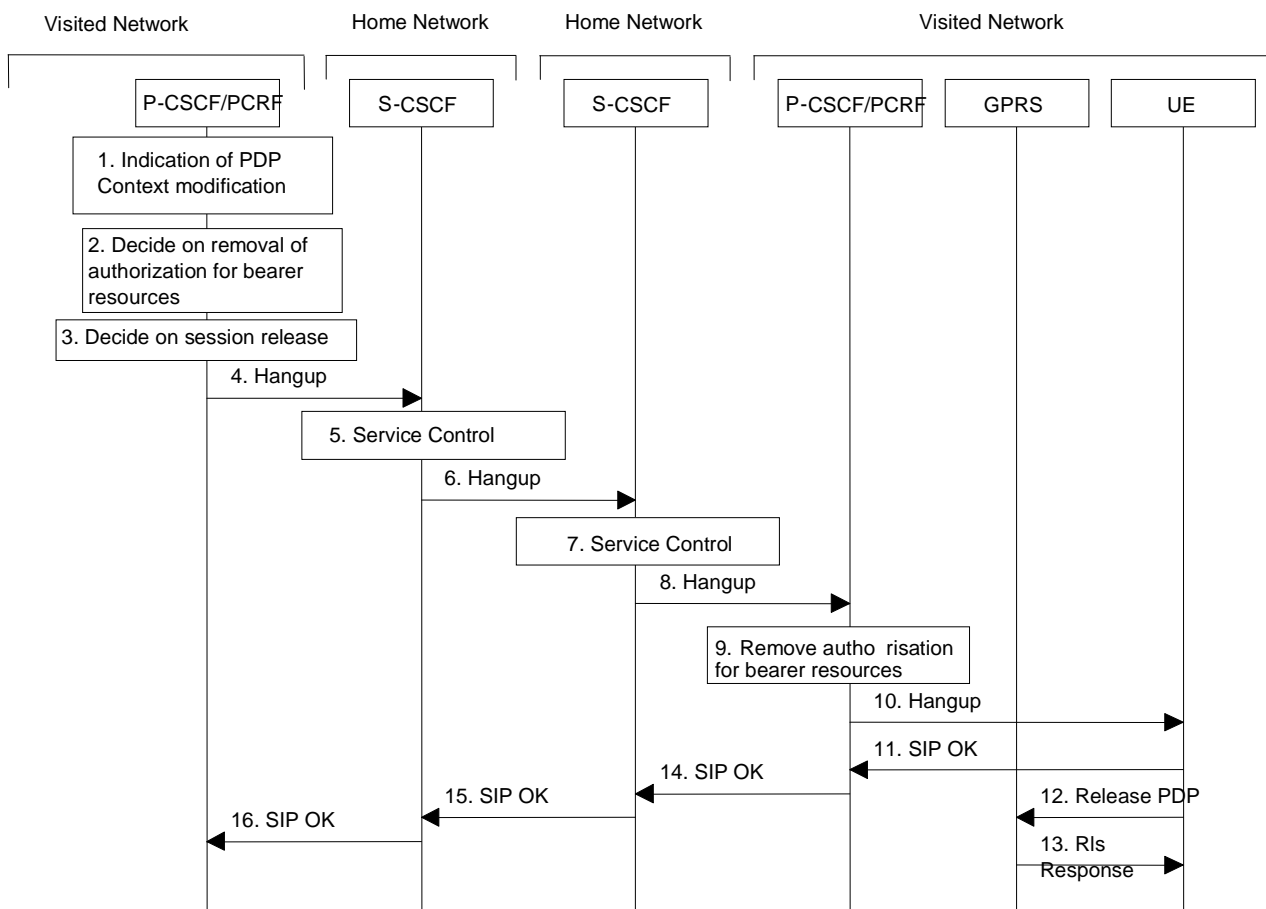 Visited Network
Home Network
Home Network
Visited Network
P-CSCF/PCRF
S-CSCF
S-CSCF
P-CSCF/PCRF
GPRS
UE
1. Indication of PDP
Context modification
2. Decide on removal of
authorization for bearer
resources
3. Decide on session release
4. Hangup
5. Service Control
6. Hangup
7. Service Control
8. Hangup
9. Remove autho risation
for bearer resources
10. Hangup
11. SIP OK
14. SIP OK
12. Release PDP
15. SIP OK
16. SIP OK
13. Rls
Response